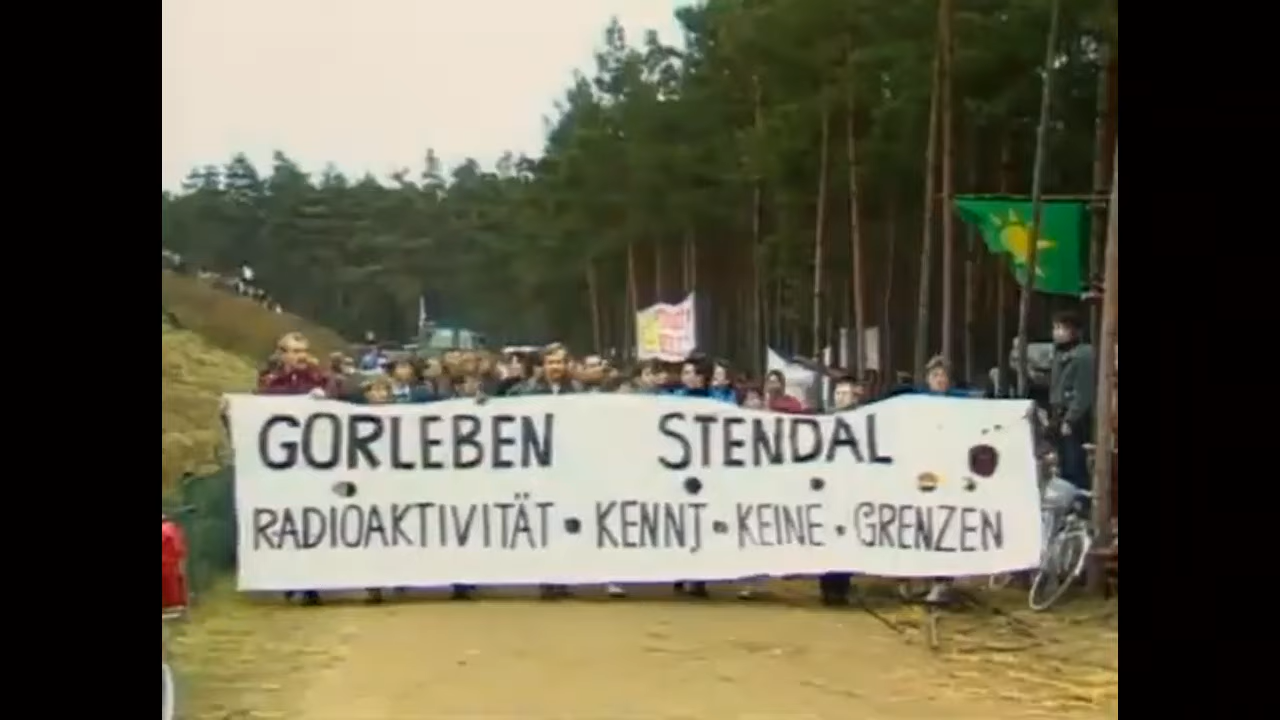 GORLEBEN STENDAL
RADIOAKTIVITÄT • KENNT • KEINE • GRENZEN